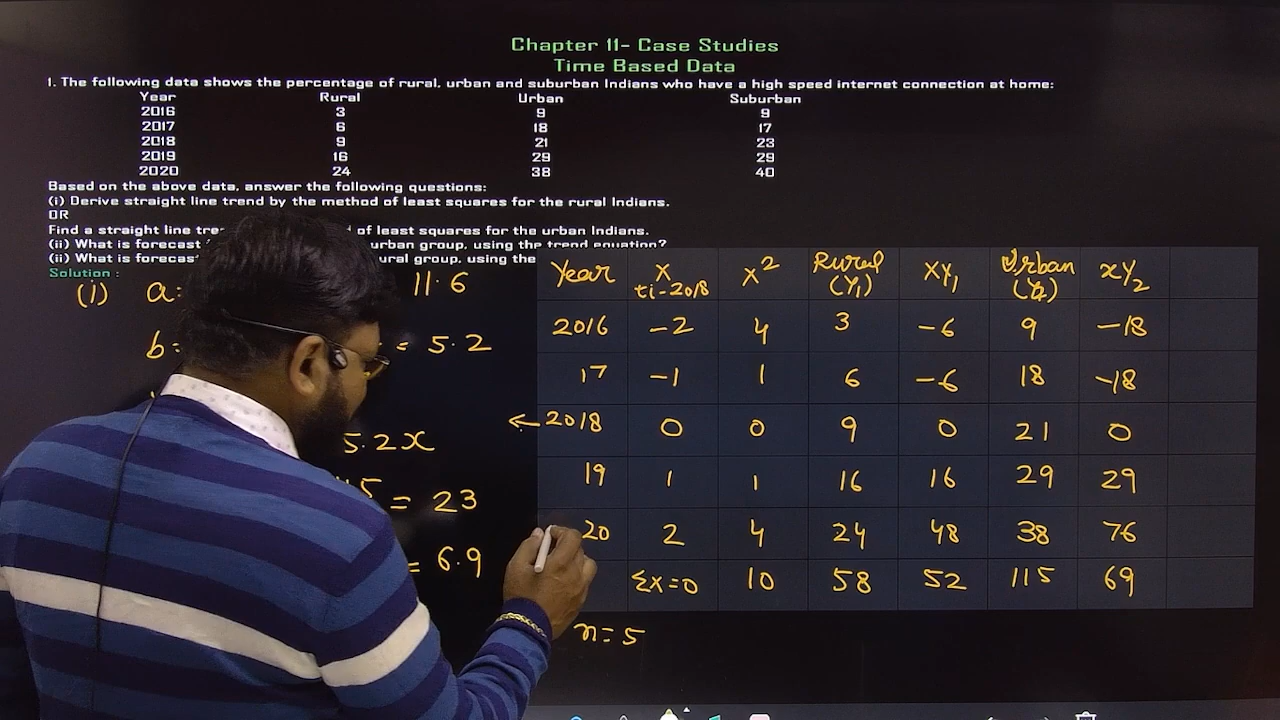 Chapter 11- Case Studies
Time Based Data
1. The following data shows the percentage of rural, urban and suburban Indians who have a high speed internet connection at home:
Year Rural Urban Suburban
2016 3 9 9
2017 6 18 17
2018 9 21 23
2019 16 29 29
2020 24 38 40
Based on the above data, answer the following questions:
(i) Derive straight line trend by the method of least squares for the rural Indians.
OR
Find a straight line of least squares for the urban Indians.
(ii) What is forecast urban group, using the trend equation?
(ii) What is using the
Solution :
(i) a 11.6
b = 5.2
5.2x
= 23
= 6.9
Year x ti-2018 x² Rural (Y₁) xy₁ Urban (Y₂) xY₂
2016 -2 4 3 -6 9 -18
17 -1 1 6 -6 18 -18
←2018 0 0 9 0 21 0
19 1 1 16 16 29 29
20 2 4 24 48 38 76
Σx=0 10 58 52 115 69
n=5